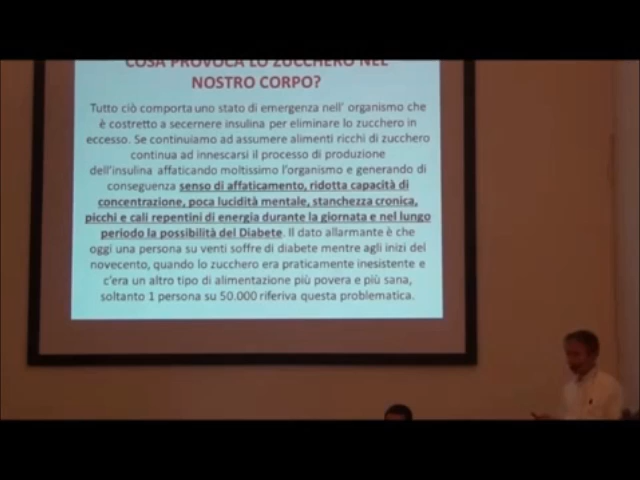 COSA PROVOCA LO ZUCCHERO NEL
NOSTRO CORPO?
Tutto ciò comporta uno stato di emergenza nell' organismo che
è costretto a secernere insulina per eliminare lo zucchero in
eccesso. Se continuiamo ad assumere alimenti ricchi di zucchero
continua ad innescarsi il processo di produzione
dell'insulina affaticando moltissimo l'organismo e generando di
conseguenza senso di affaticamento, ridotta capacità di
concentrazione, poca lucidità mentale, stanchezza cronica,
picchi e cali repentini di energia durante la giornata e nel lungo
periodo la possibilità del Diabete. Il dato allarmante è che
oggi una persona su venti soffre di diabete mentre agli inizi del
novecento, quando lo zucchero era praticamente inesistente e
c'era un altro tipo di alimentazione più povera e più sana,
soltanto 1 persona su 50.000 riferiva questa problematica.